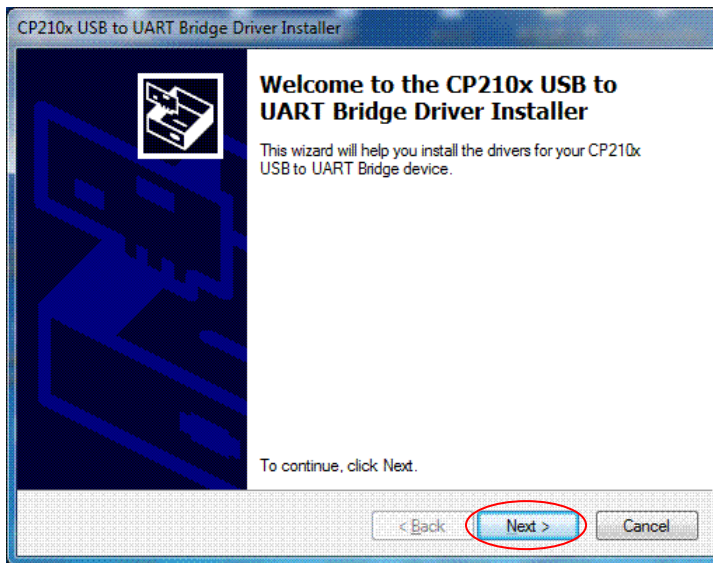 CP210x USB to UART Bridge Driver Installer
Welcome to the CP210x USB to
UART Bridge Driver Installer
This wizard will help you install the drivers for your CP210x
USB to UART Bridge device.
To continue, click Next.
< Back
Next >
Cancel